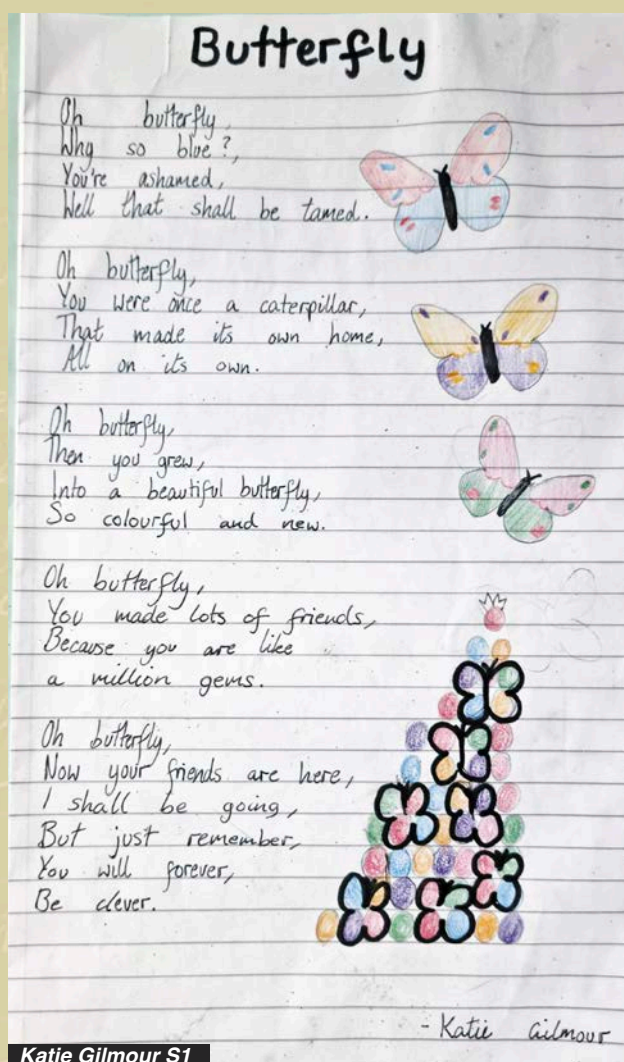 Butterfly
Oh butterfly,
Why so blue?,
You're ashamed,
Well that shall be tamed.
Oh butterfly,
You were once a caterpillar,
That made its own home,
All on its own.
Oh butterfly,
Then you grew,
Into a beautiful butterfly,
So colourful and new.
Oh butterfly,
You made lots of friends,
Because you are like
a million gems.
Oh butterfly,
Now your friends are here,
I shall be going,
But just remember,
You will forever,
Be clever.
- Katie Gilmour
Katie Gilmour S1